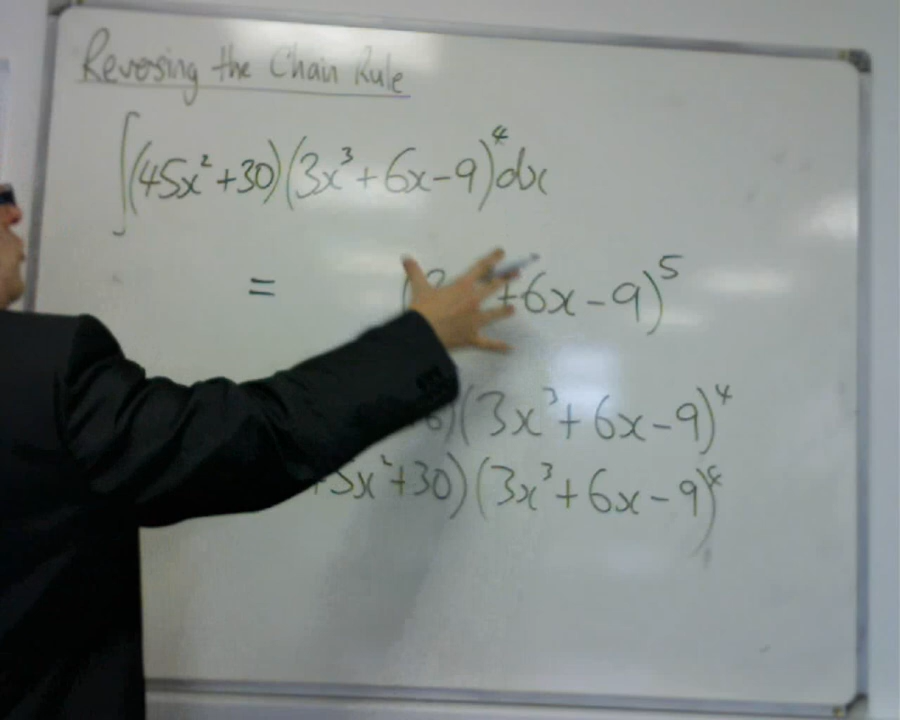 Reversing the Chain Rule
∫(45x²+30)(3x³+6x-9)⁴dx
= +6x-9)⁵
)(3x³+6x-9)⁴
5x²+30)(3x³+6x-9)⁴